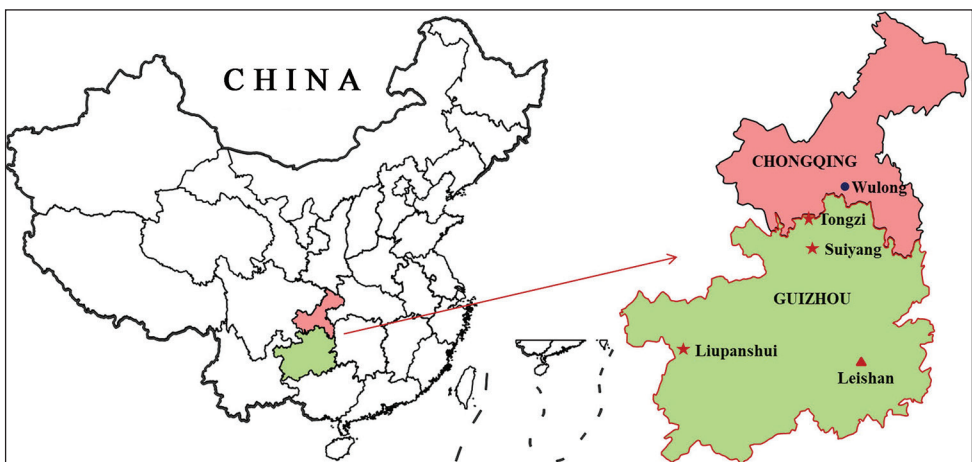 CHINA
CHONGQING
Wulong
Tongzi
Suiyang
GUIZHOU
Liupanshui
Leishan